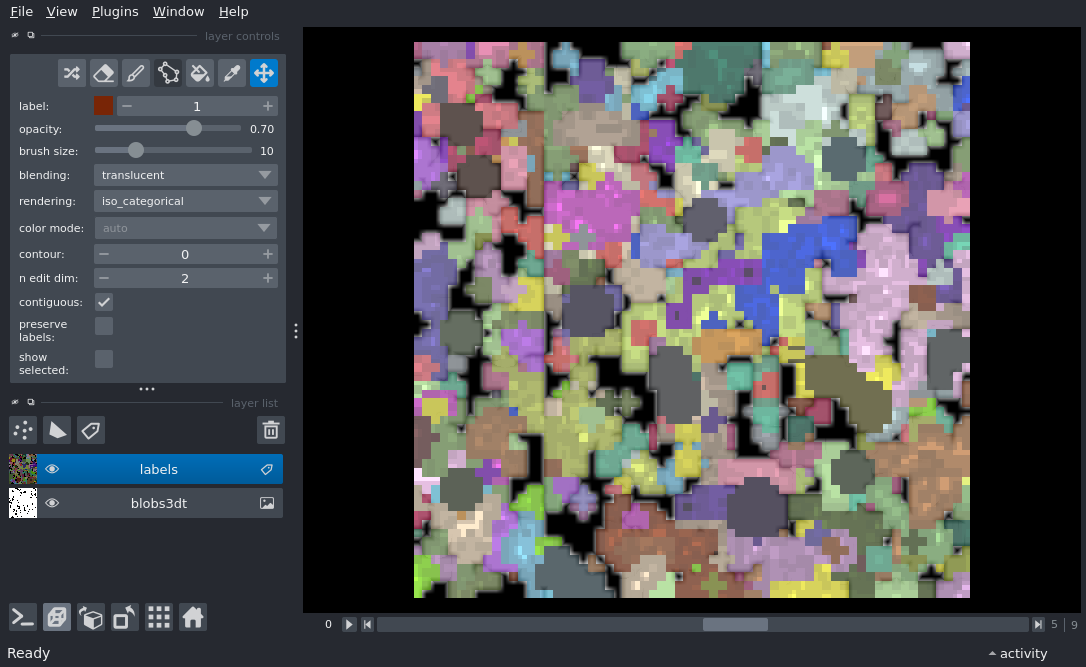 File View Plugins Window Help
layer controls
label: 1
opacity: 0.70
brush size: 10
blending: translucent
rendering: iso_categorical
color mode: auto
contour: 0
n edit dim: 2
contiguous:
preserve
labels:
show
selected:
layer list
labels
blobs3dt
0 5 9
Ready activity